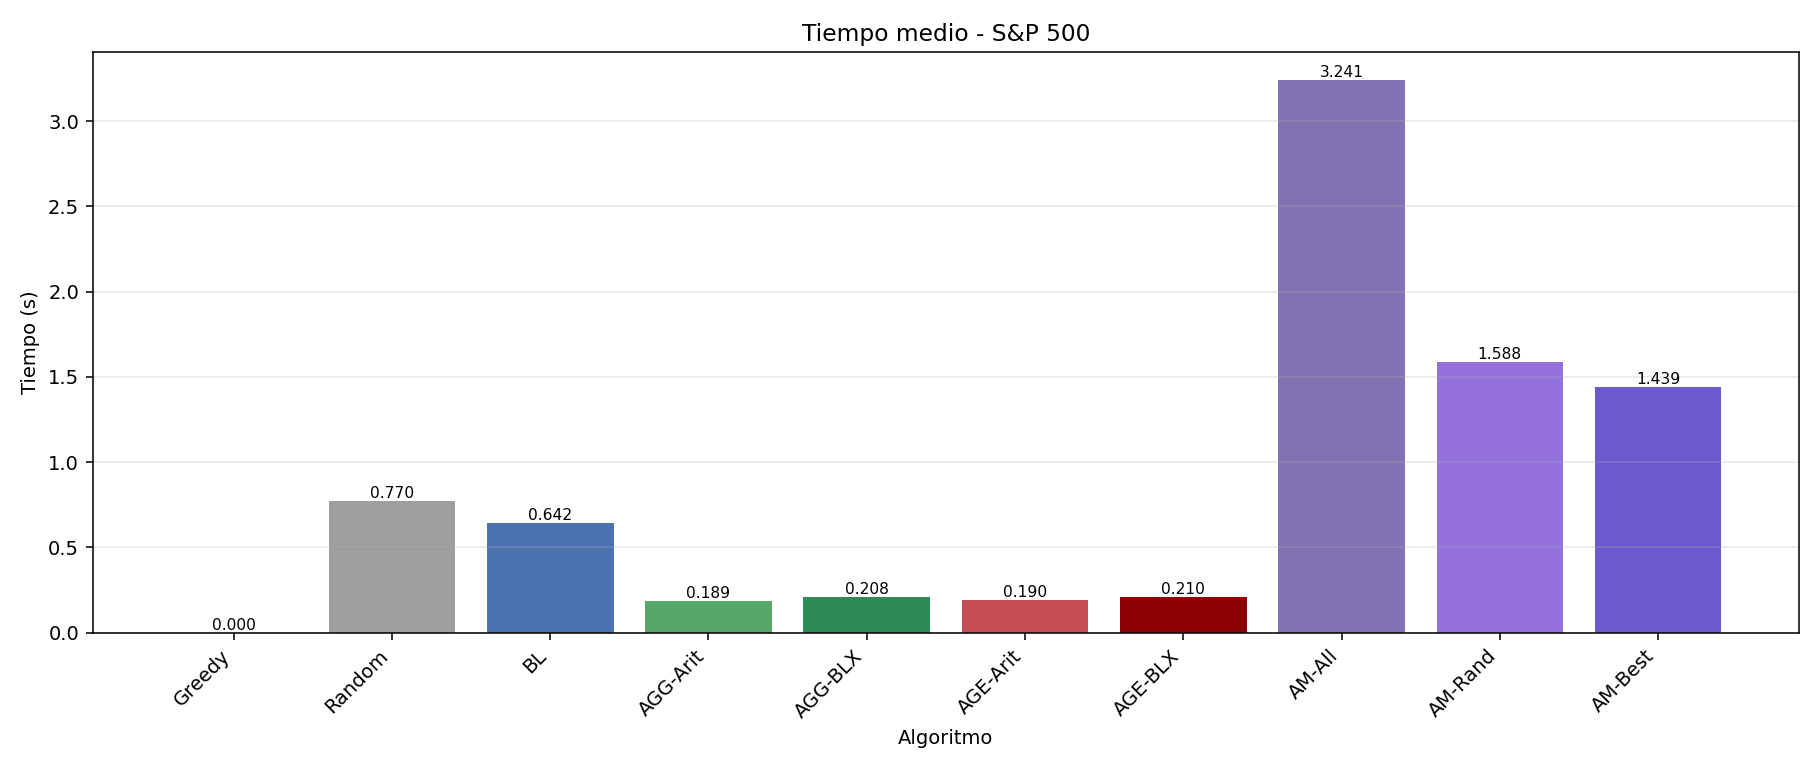 Tiempo medio - S&P 500
Tiempo (s)
3.0
2.5
2.0
1.5
1.0
0.5
0.0
0.000
0.770
0.642
0.189
0.208
0.190
0.210
3.241
1.588
1.439
Greedy
Random
BL
AGG-Arit
AGG-BLX
AGE-Arit
AGE-BLX
AM-All
AM-Rand
AM-Best
Algoritmo